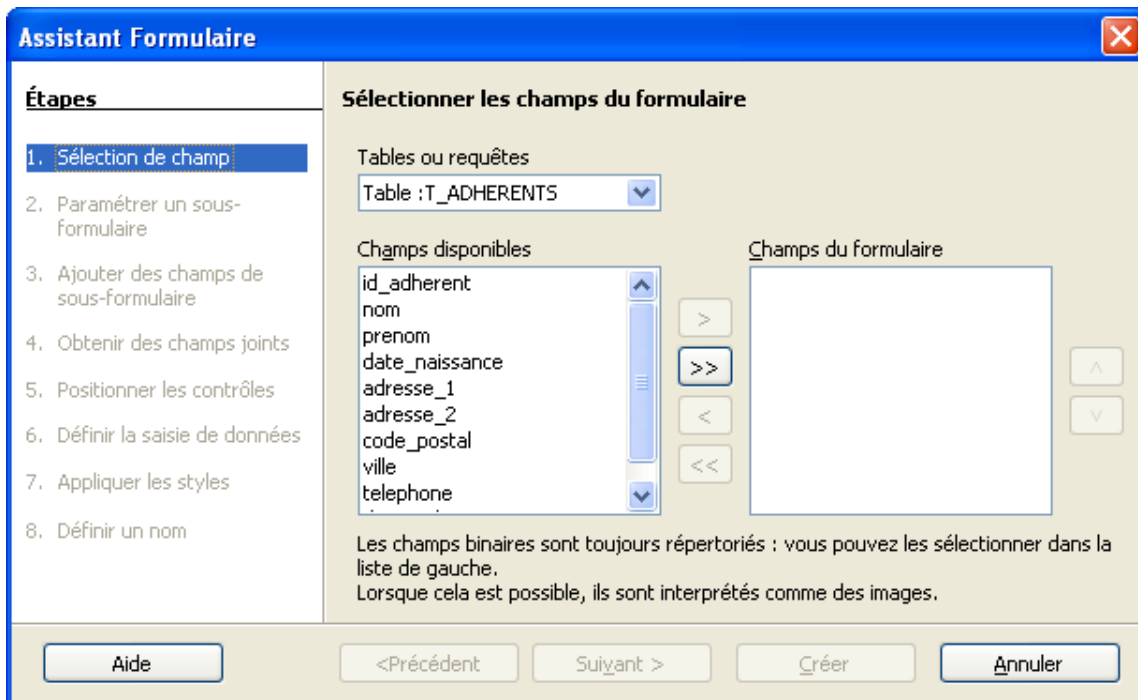 Assistant Formulaire
Étapes
1. Sélection de champ
2. Paramétrer un sous-
formulaire
3. Ajouter des champs de
sous-formulaire
4. Obtenir des champs joints
5. Positionner les contrôles
6. Définir la saisie de données
7. Appliquer les styles
8. Définir un nom
Sélectionner les champs du formulaire
Tables ou requêtes
Table :T_ADHERENTS
Champs disponibles
id_adherent
nom
prenom
date_naissance
adresse_1
adresse_2
code_postal
ville
telephone
>
>>
<
<<
Champs du formulaire
Les champs binaires sont toujours répertoriés : vous pouvez les sélectionner dans la
liste de gauche.
Lorsque cela est possible, ils sont interprétés comme des images.
Aide
<Précédent
Suivant >
Créer
Annuler